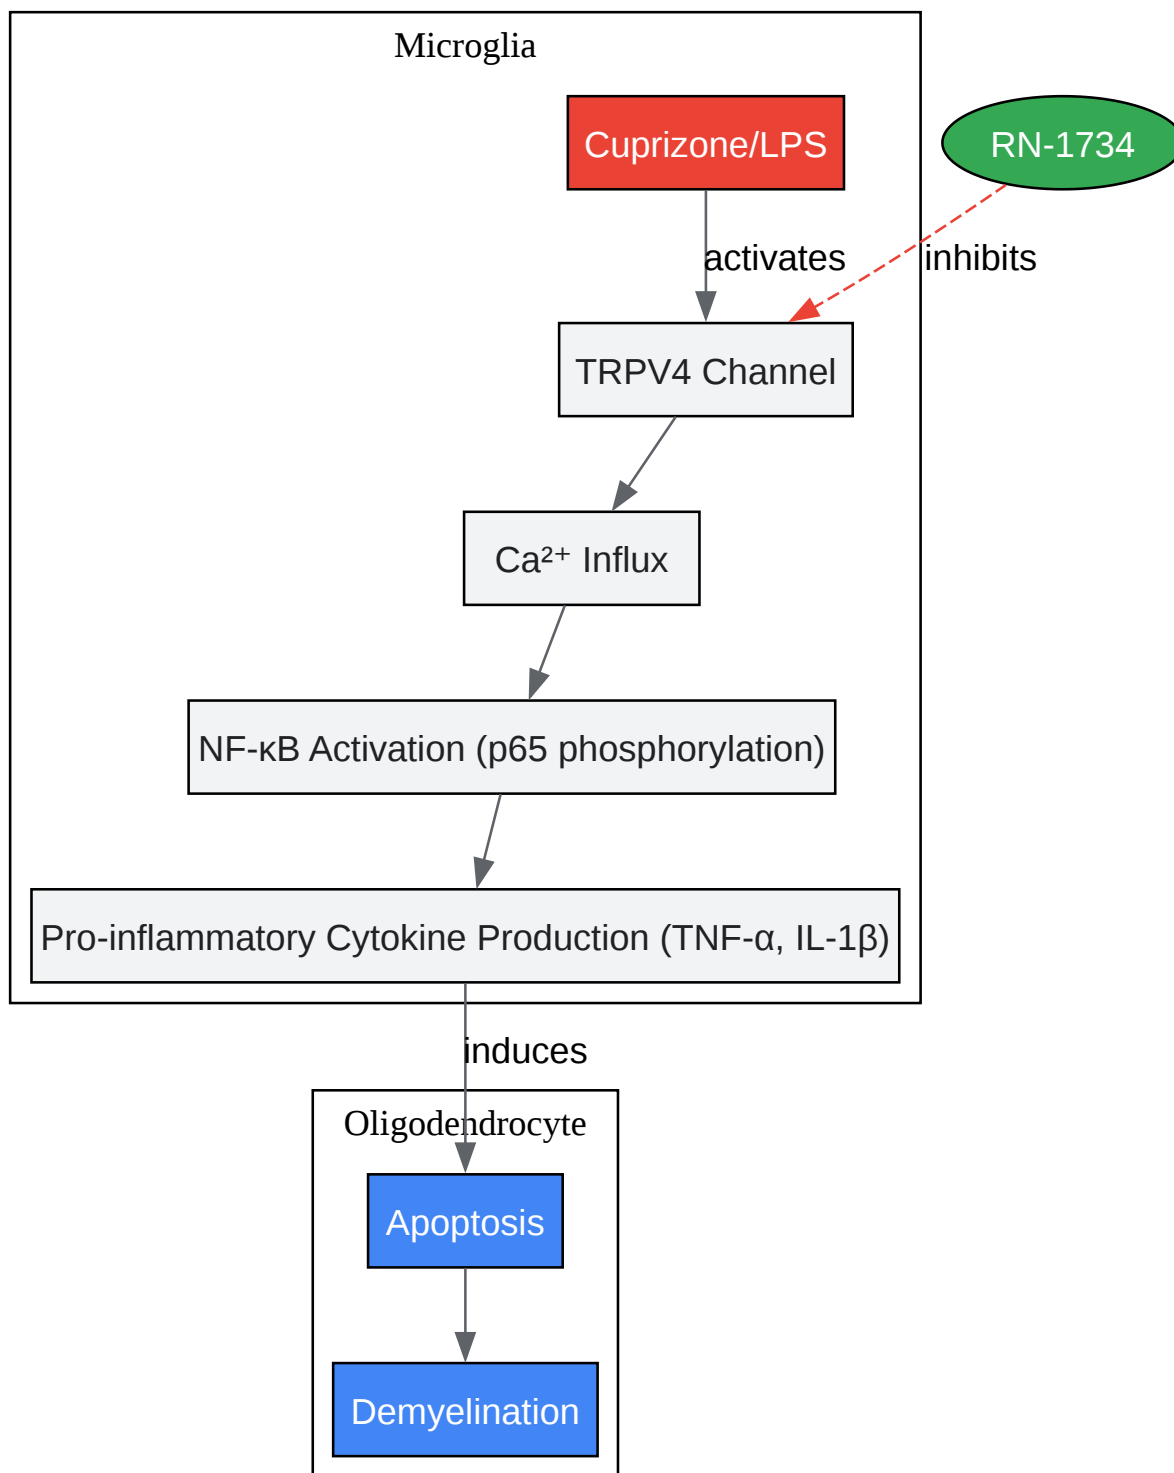 Microglia
Cuprizone/LPS
RN-1734
activates
inhibits
TRPV4 Channel
Ca²⁺ Influx
NF-κB Activation (p65 phosphorylation)
Pro-inflammatory Cytokine Production (TNF-α, IL-1β)
induces
Oligodendrocyte
Apoptosis
Demyelination